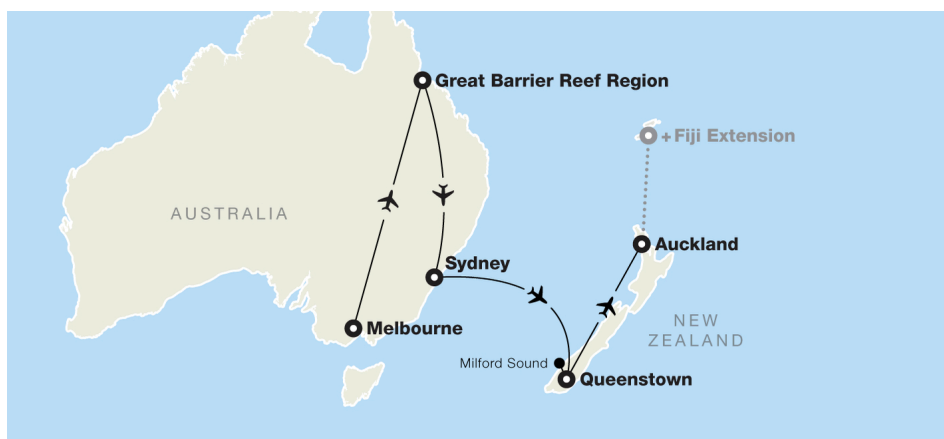 Great Barrier Reef Region
+ Fiji Extension
AUSTRALIA
Auckland
Sydney
Melbourne
NEW
ZEALAND
Milford Sound
Queenstown